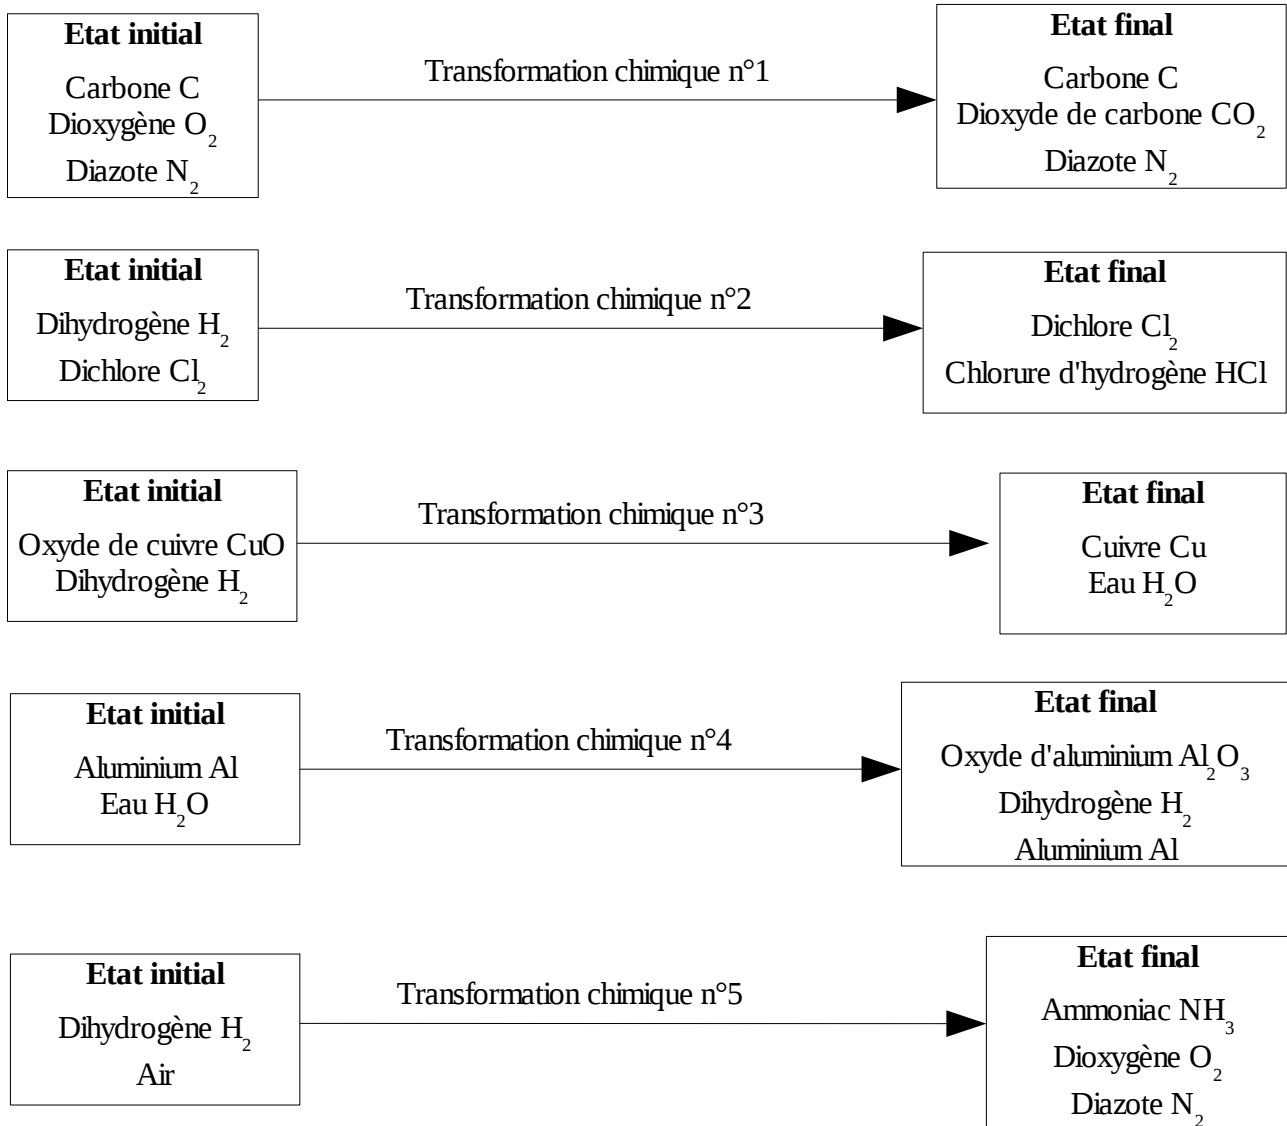 Etat initial
Carbone C
Dioxygène O₂
Diazote N₂
Transformation chimique n°1
Etat final
Carbone C
Dioxyde de carbone CO₂
Diazote N₂
Etat initial
Dihydrogène H₂
Dichlore Cl₂
Transformation chimique n°2
Etat final
Dichlore Cl₂
Chlorure d'hydrogène HCl
Etat initial
Oxyde de cuivre CuO
Dihydrogène H₂
Transformation chimique n°3
Etat final
Cuivre Cu
Eau H₂O
Etat initial
Aluminium Al
Eau H₂O
Transformation chimique n°4
Etat final
Oxyde d'aluminium Al₂O₃
Dihydrogène H₂
Aluminium Al
Etat initial
Dihydrogène H₂
Air
Transformation chimique n°5
Etat final
Ammoniac NH₃
Dioxygène O₂
Diazote N₂